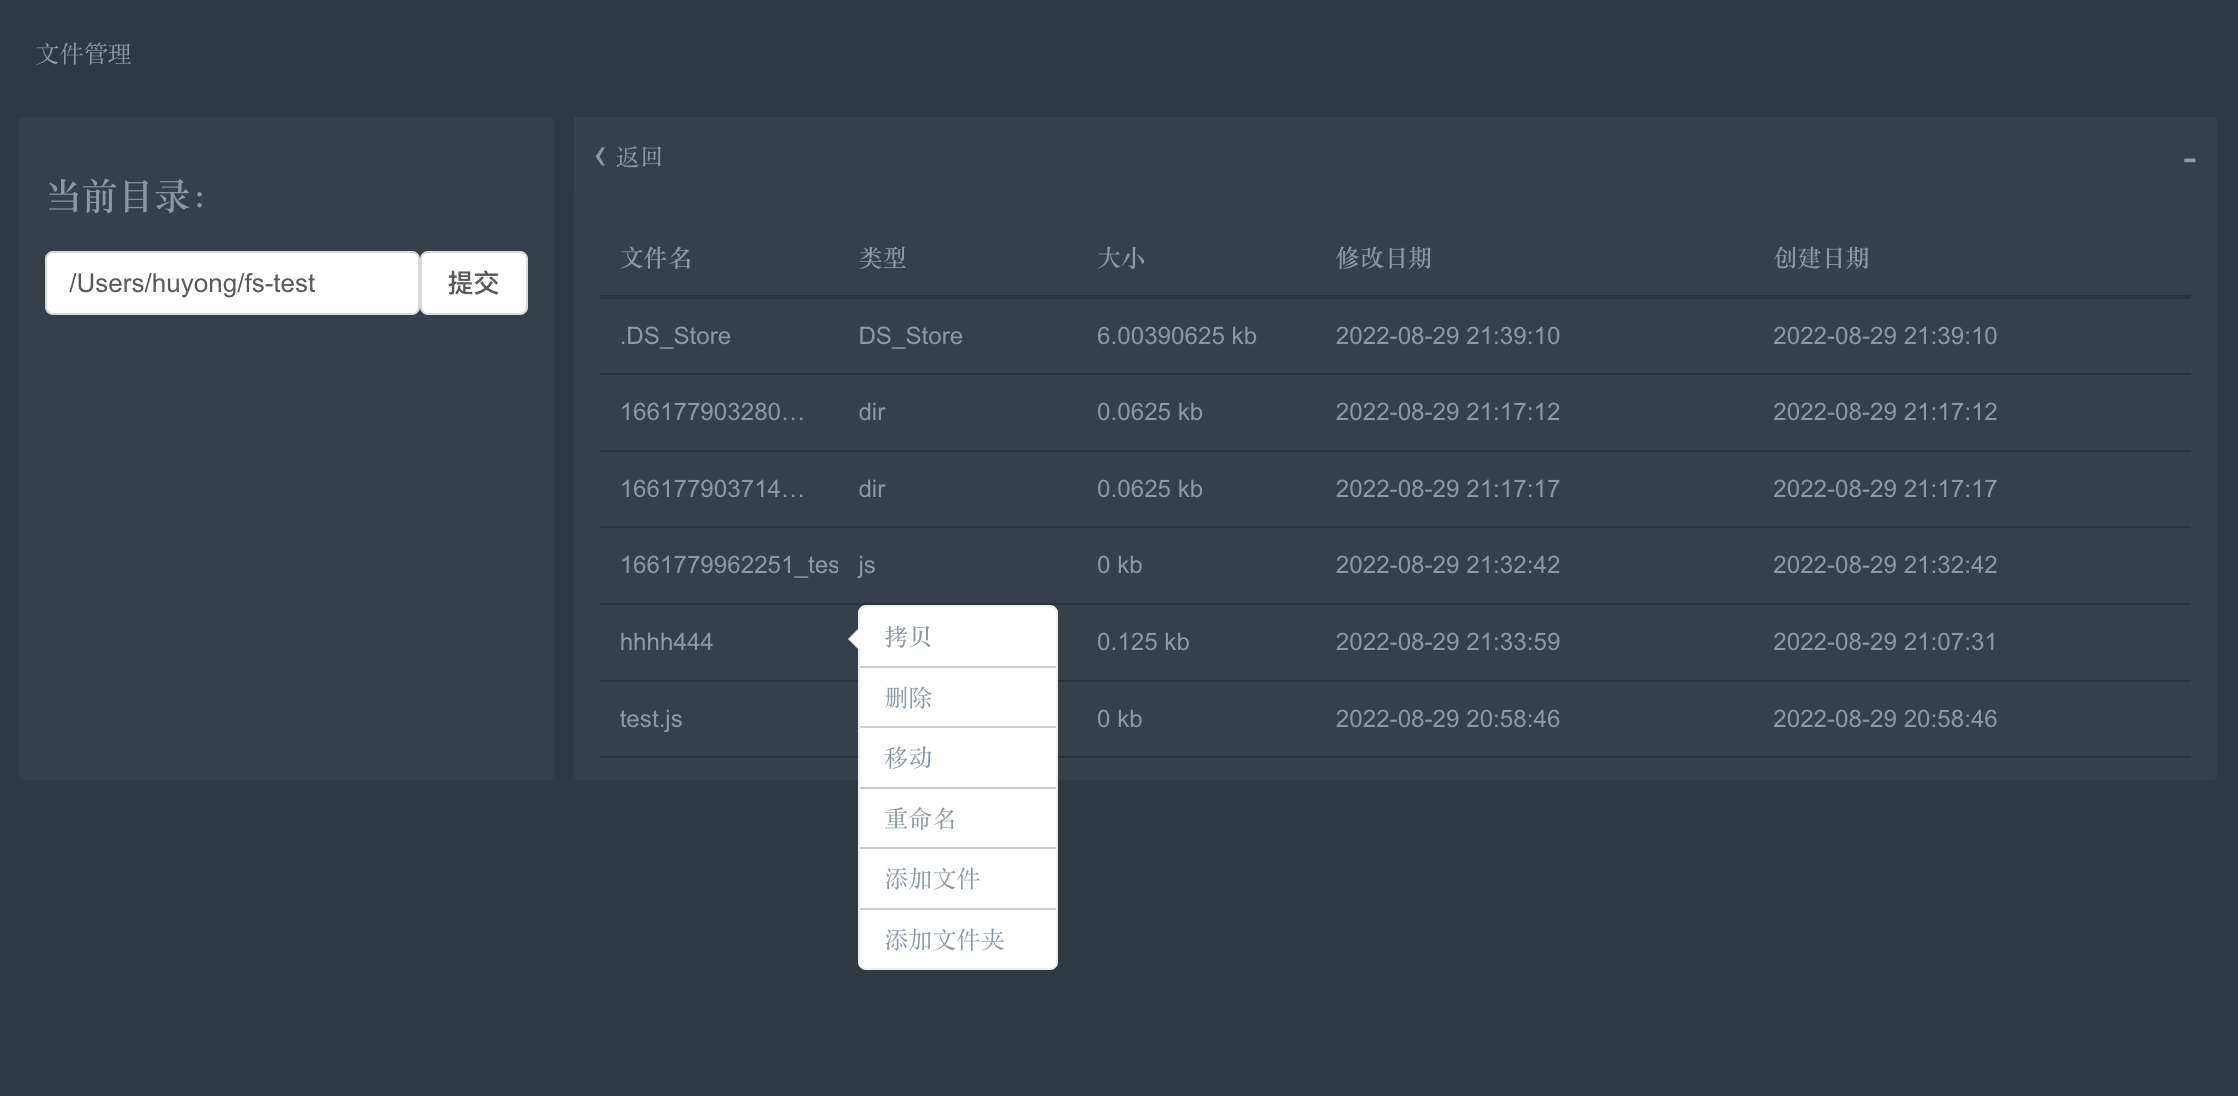 文件管理
当前目录:
/Users/huyong/fs-test 提交
返回
文件名 类型 大小 修改日期 创建日期
.DS_Store DS_Store 6.00390625 kb 2022-08-29 21:39:10 2022-08-29 21:39:10
166177903280… dir 0.0625 kb 2022-08-29 21:17:12 2022-08-29 21:17:12
166177903714… dir 0.0625 kb 2022-08-29 21:17:17 2022-08-29 21:17:17
1661779962251_tes js 0 kb 2022-08-29 21:32:42 2022-08-29 21:32:42
hhhh444 0.125 kb 2022-08-29 21:33:59 2022-08-29 21:07:31
test.js 0 kb 2022-08-29 20:58:46 2022-08-29 20:58:46
拷贝
删除
移动
重命名
添加文件
添加文件夹